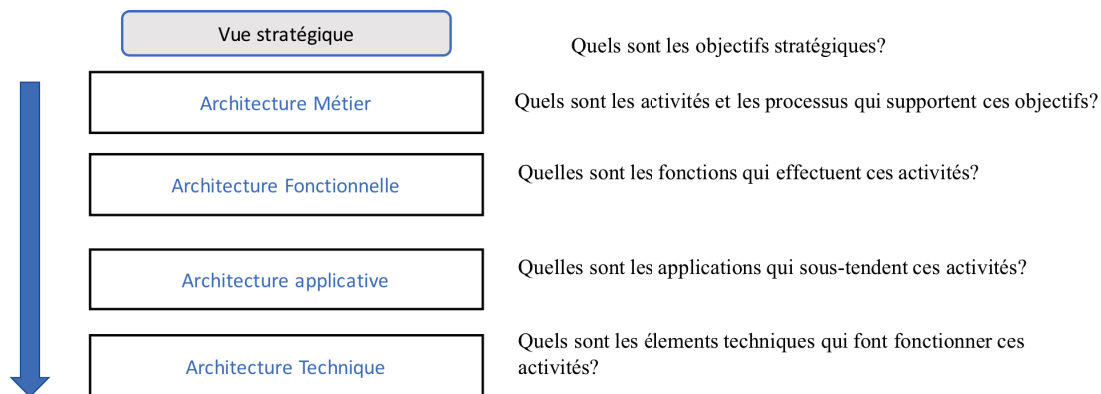 Vue stratégique
Quels sont les objectifs stratégiques?
Architecture Métier
Quels sont les activités et les processus qui supportent ces objectifs?
Architecture Fonctionnelle
Quelles sont les fonctions qui effectuent ces activités?
Architecture applicative
Quelles sont les applications qui sous-tendent ces activités?
Architecture Technique
Quels sont les élements techniques qui font fonctionner ces
activités?